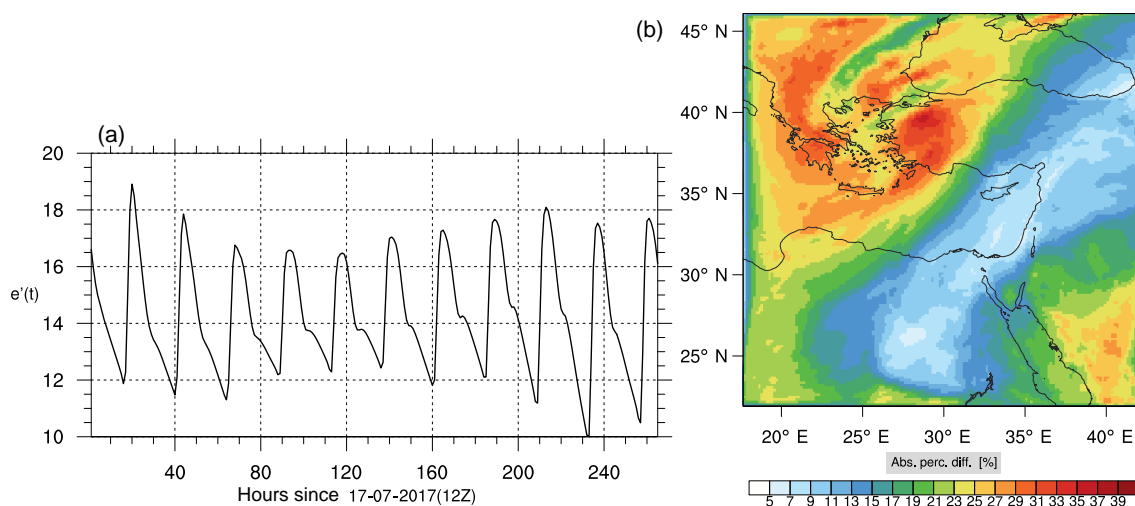 (a)
20
18
16
14
12
10
e'(t)
40 80 120 160 200 240
Hours since 17-07-2017(12Z)
(b)
45° N
40° N
35° N
30° N
25° N
20° E 25° E 30° E 35° E 40° E
Abs. perc. diff. [%]
5 7 9 11 13 15 17 19 21 23 25 27 29 31 33 35 37 39